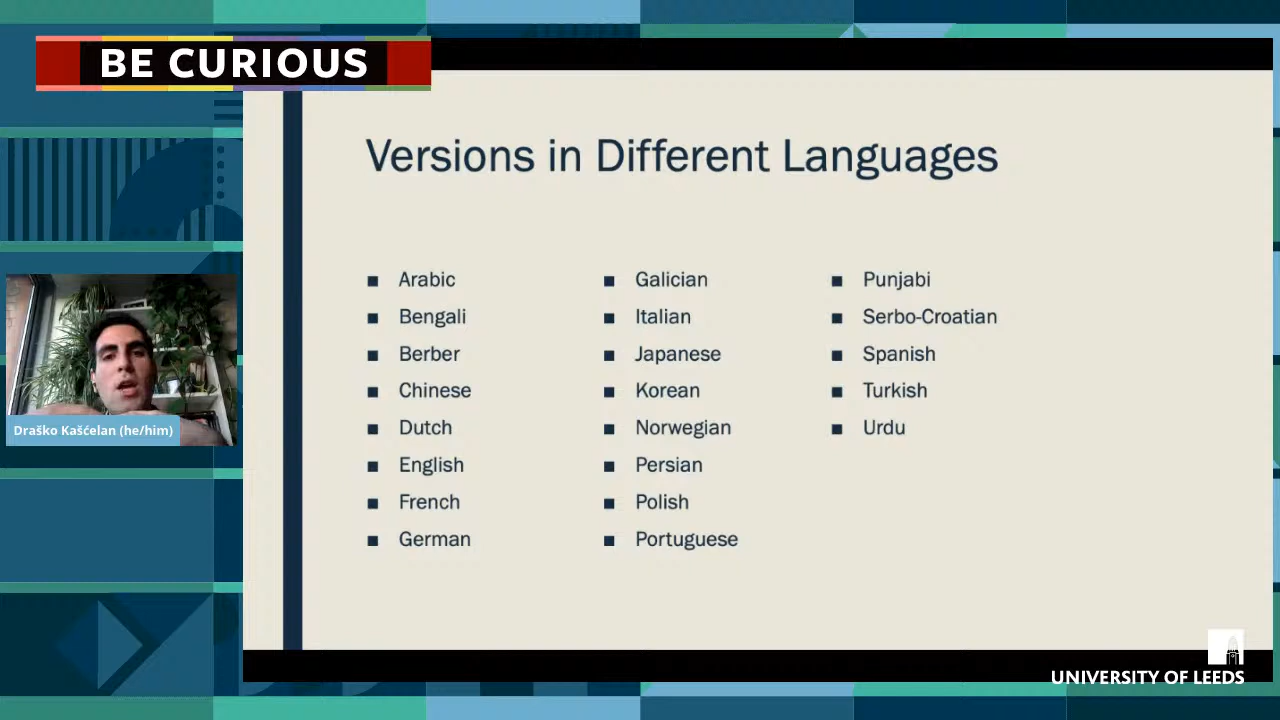 BE CURIOUS
Versions in Different Languages
Arabic
Bengali
Berber
Chinese
Dutch
English
French
German
Galician
Italian
Japanese
Korean
Norwegian
Persian
Polish
Portuguese
Punjabi
Serbo-Croatian
Spanish
Turkish
Urdu
Draško Kašćelan (he/him)
UNIVERSITY OF LEEDS